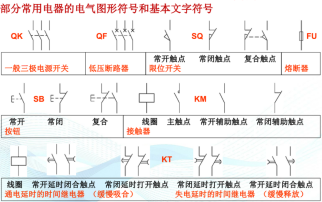 部分常用电器的电气图形符号和基本文字符号
QK QF SQ FU
常开触点 常闭触点 复合触点
一般三极电源开关 低压断路器 限位开关 熔断器
SB KM
常开 常闭 复合 线圈 主触点 常开辅助触点 常闭辅助触点
按钮 接触器
KT
线圈 常开延时闭合触点 常闭延时打开触点 常开延时打开触点 常闭延时闭合触点
通电延时的时间继电器（缓慢吸合） 失电延时的时间继电器（缓慢释放）